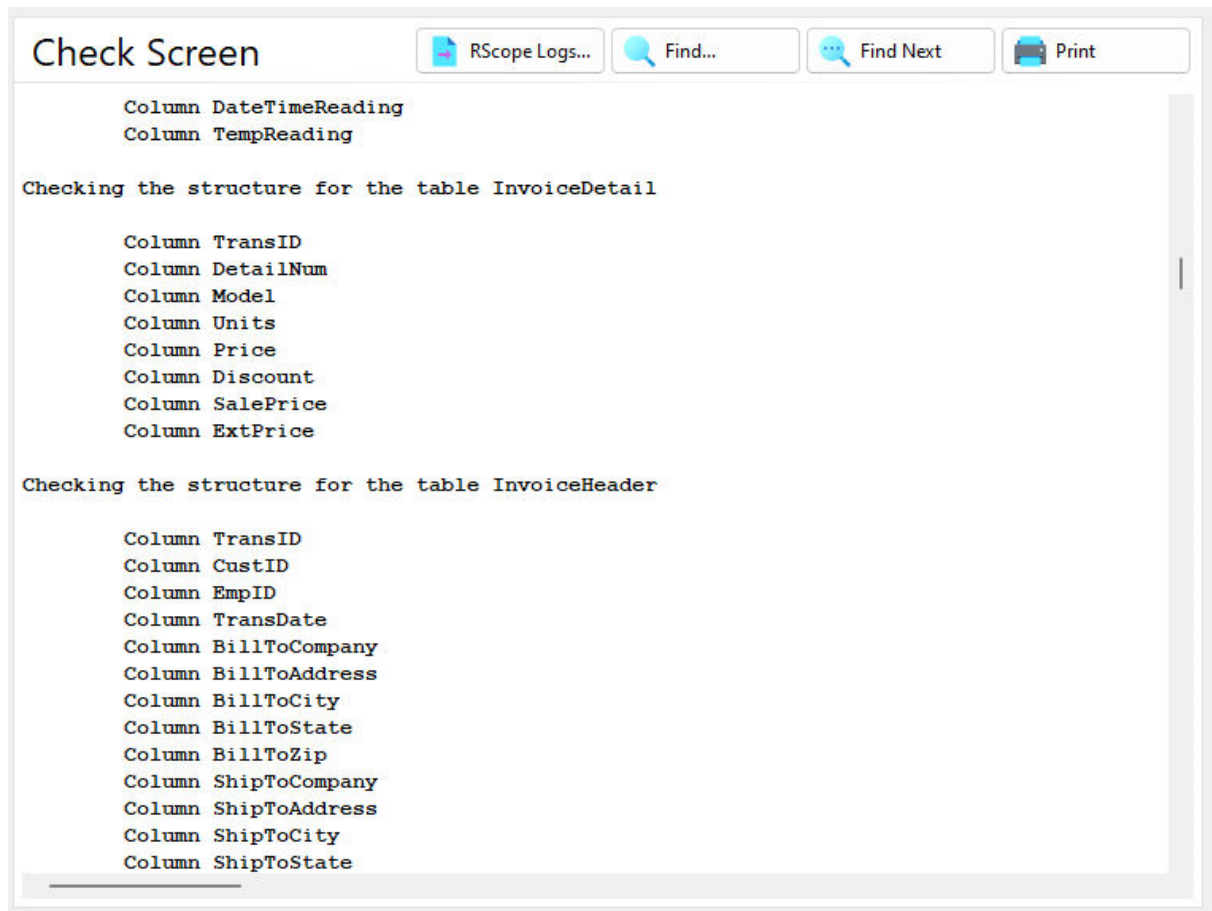 Check Screen
RScope Logs...
Find...
Find Next
Print
Column DateTimeReading
Column TempReading
Checking the structure for the table InvoiceDetail
Column TransID
Column DetailNum
Column Model
Column Units
Column Price
Column Discount
Column SalePrice
Column ExtPrice
Checking the structure for the table InvoiceHeader
Column TransID
Column CustID
Column EmpID
Column TransDate
Column BillToCompany
Column BillToAddress
Column BillToCity
Column BillToState
Column BillToZip
Column ShipToCompany
Column ShipToAddress
Column ShipToCity
Column ShipToState